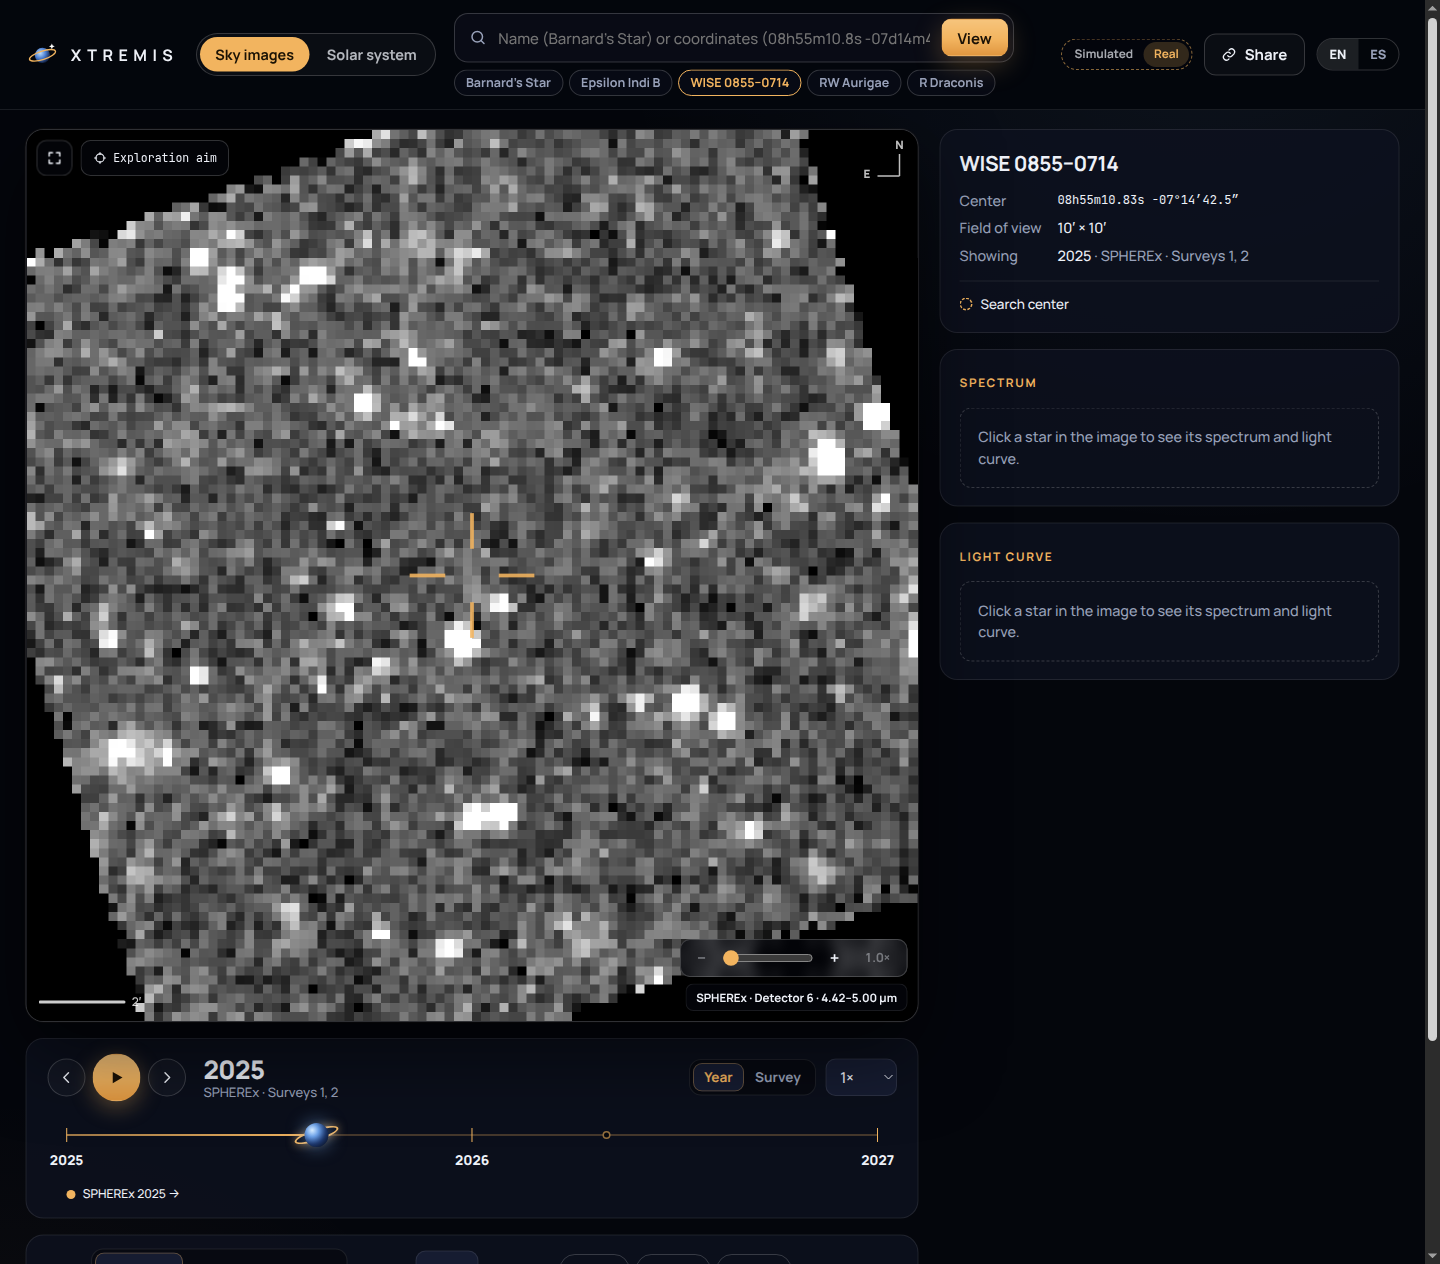 XTREMIS
Sky images
Solar system
Name (Barnard's Star) or coordinates (08h55m10.8s -07d14m4
View
Barnard's Star
Epsilon Indi B
WISE 0855−0714
RW Aurigae
R Draconis
Simulated
Real
Share
EN
ES
Exploration aim
N
E
2′
− + 1.0×
SPHEREx · Detector 6 · 4.42–5.00 µm
WISE 0855−0714
Center 08h55m10.83s -07°14′42.5″
Field of view 10′ × 10′
Showing 2025 · SPHEREx · Surveys 1, 2
Search center
SPECTRUM
Click a star in the image to see its spectrum and light
curve.
LIGHT CURVE
Click a star in the image to see its spectrum and light
curve.
2025
SPHEREx · Surveys 1, 2
Year
Survey
1×
2025
2026
2027
SPHEREx 2025 →